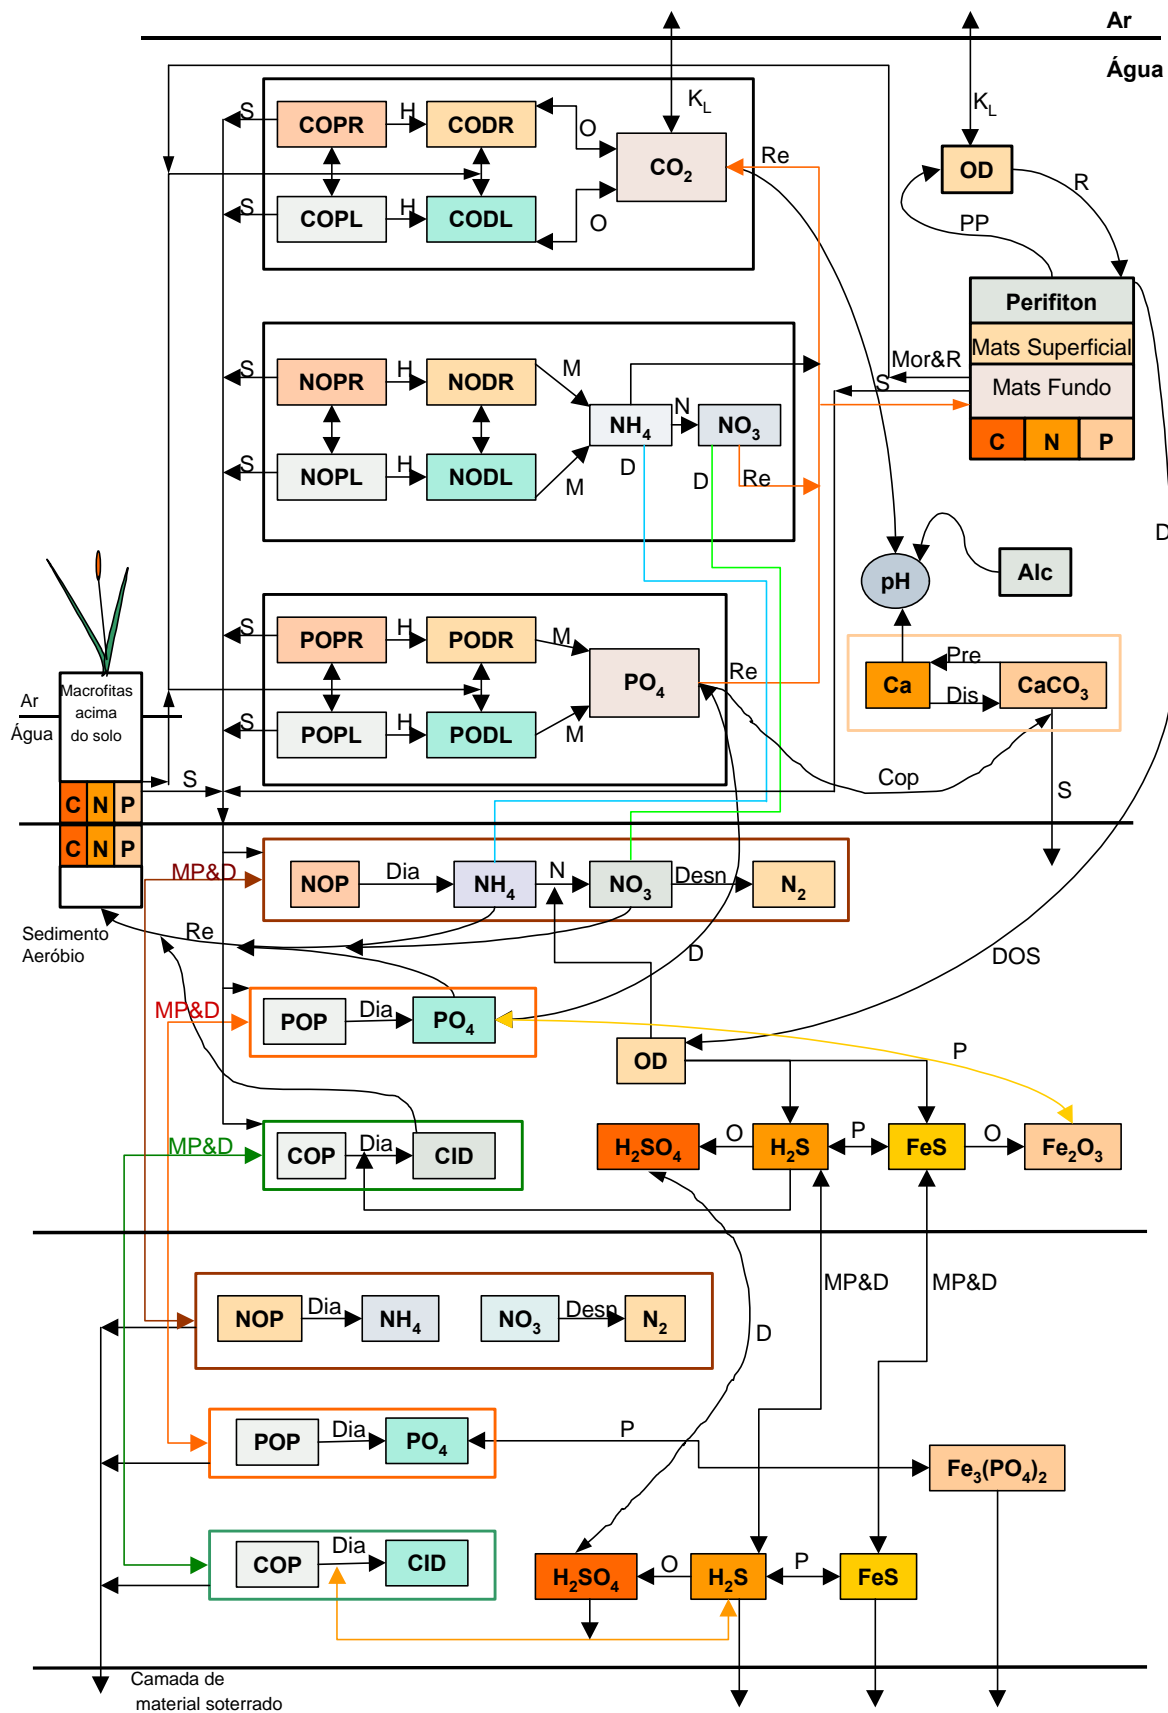 Ar
Água
K_L
K_L
S
COPR
H
CODR
O
CO₂
Re
OD
R
PP
S
COPL
H
CODL
O
Perifiton
Mats Superficial
Mor&R
S
Mats Fundo
C
N
P
S
NOPR
H
NODR
M
NH₄
N
NO₃
S
NOPL
H
NODL
M
D
D
Re
D
pH
Alc
S
POPR
H
PODR
M
PO₄
Re
Pre
Ca
CaCO₃
Dis
S
POPL
H
PODL
M
Cop
S
Macrofitas
acima
do solo
Ar
Água
S
C
N
P
C
N
P
MP&D
NOP
Dia
NH₄
N
NO₃
Desn
N₂
Sedimento
Aeróbio
Re
D
DOS
MP&D
POP
Dia
PO₄
OD
P
MP&D
COP
Dia
CID
H₂SO₄
O
H₂S
P
FeS
O
Fe₂O₃
MP&D
MP&D
D
NOP
Dia
NH₄
NO₃
Desn
N₂
POP
Dia
PO₄
P
Fe₃(PO₄)₂
COP
Dia
CID
H₂SO₄
O
H₂S
P
FeS
Camada de
material soterrado